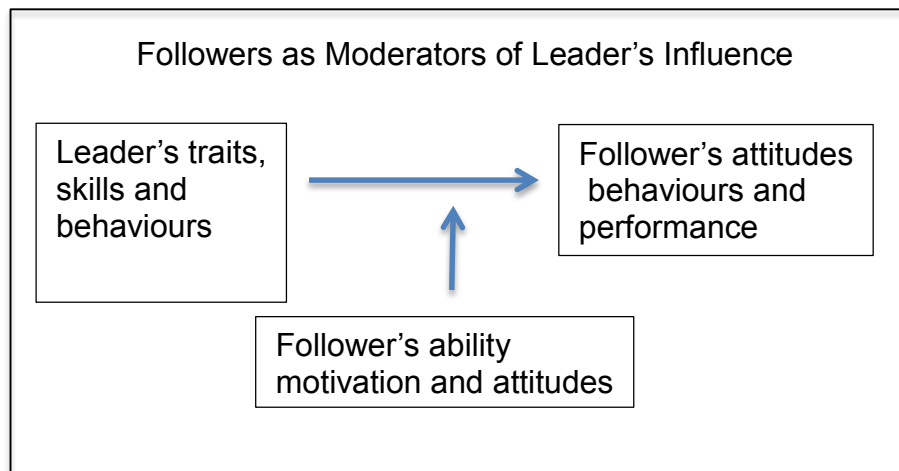 Followers as Moderators of Leader’s Influence
Leader’s traits,
skills and
behaviours
Follower’s attitudes
behaviours and
performance
Follower’s ability
motivation and attitudes